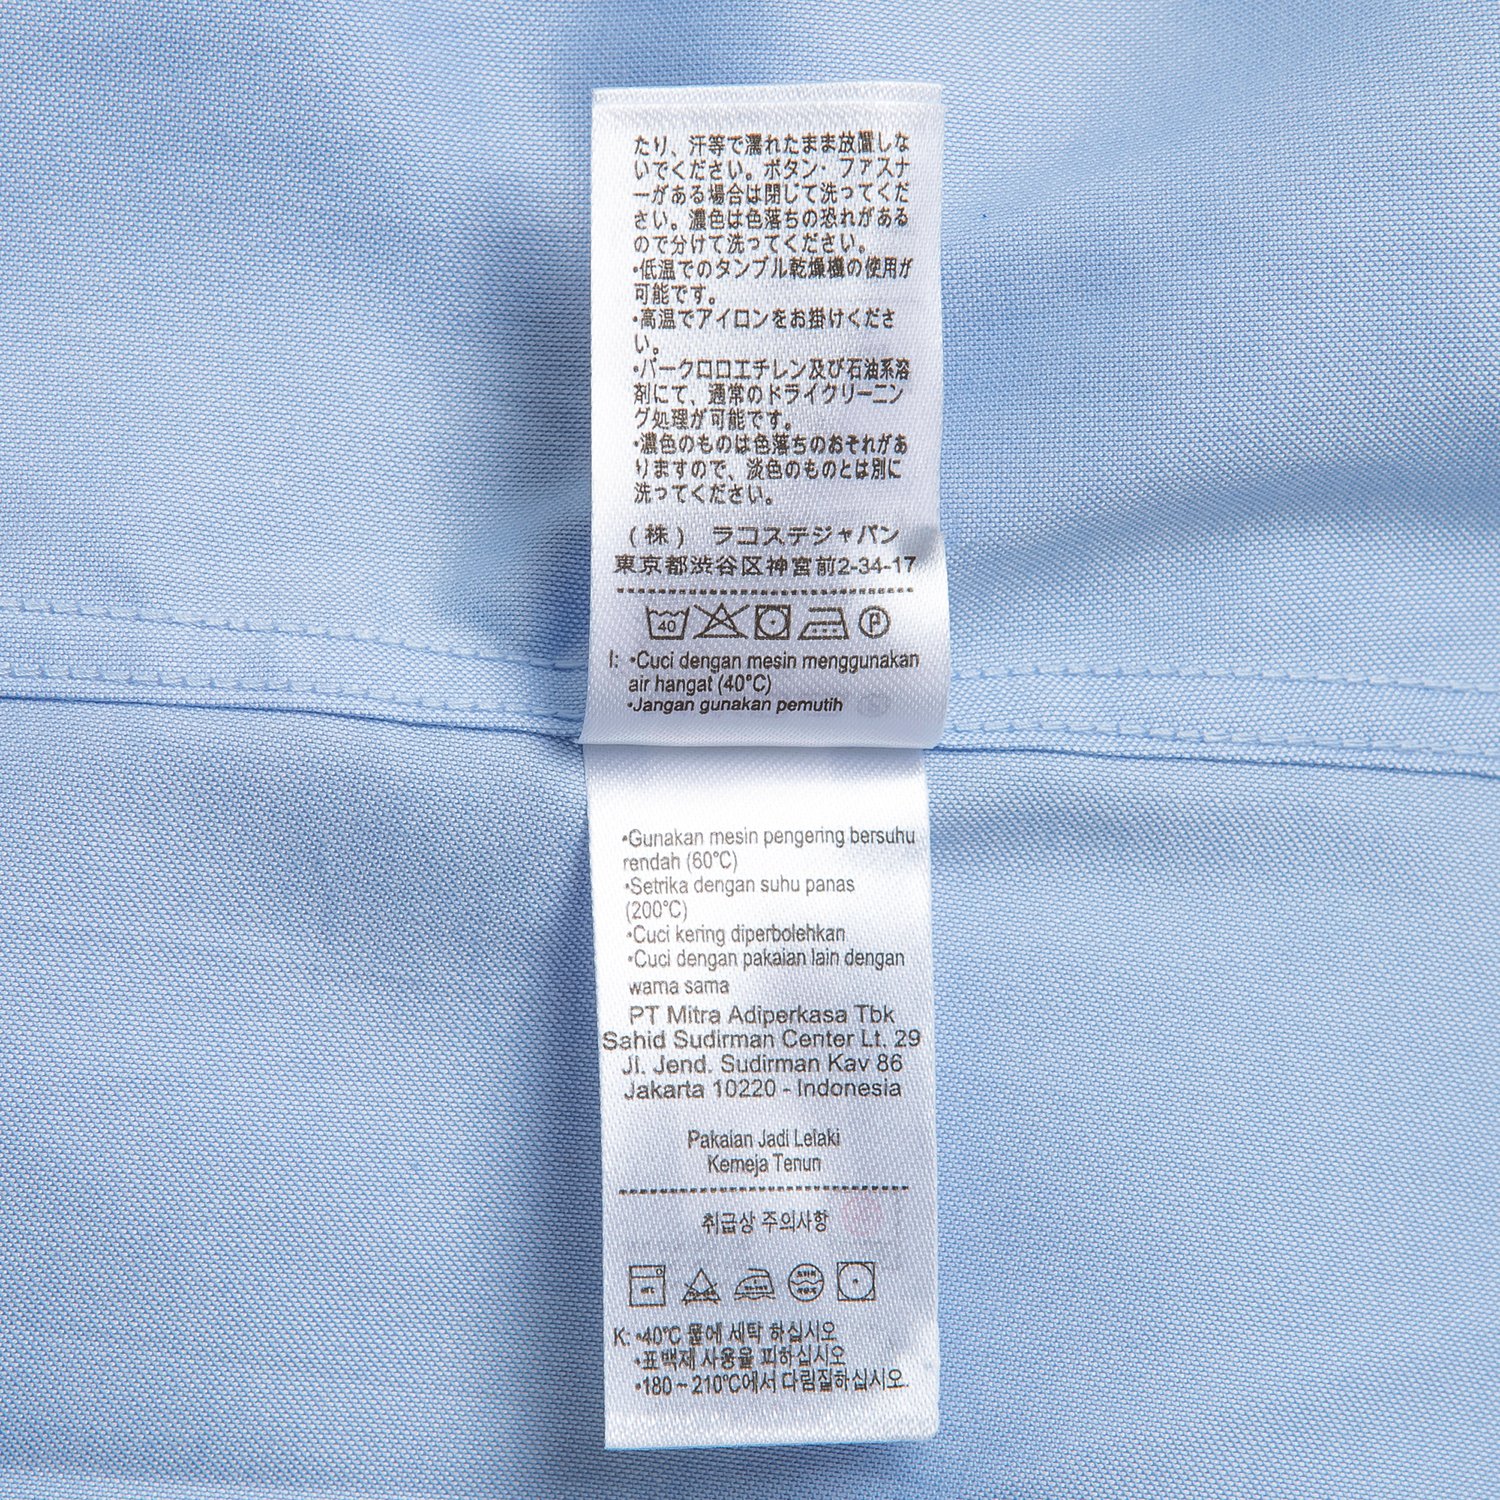 たり、汗等で濡れたまま放置しな
いでください。ボタン・ファスナ
ーがある場合は閉じて洗ってくだ
さい。濃色は色落ちの恐れがある
ので分けて洗ってください。
•低温でのタンブル乾燥機の使用が
可能です。
•高温でアイロンをお掛けくださ
い。
•パークロロエチレン及び石油系溶
剤にて、通常のドライクリーニン
グ処理が可能です。
•濃色のものは色落ちのおそれがあ
りますので、淡色のものとは別に
洗ってください。
(株) ラコステジャパン
東京都渋谷区神宮前2-34-17
40 P
I: •Cuci dengan mesin menggunakan
air hangat (40°C)
•Jangan gunakan pemutih
•Gunakan mesin pengering bersuhu
rendah (60°C)
•Setrika dengan suhu panas
(200°C)
•Cuci kering diperbolehkan
•Cuci dengan pakaian lain dengan
warna sama
PT Mitra Adiperkasa Tbk
Sahid Sudirman Center Lt. 29
Jl. Jend. Sudirman Kav 86
Jakarta 10220 - Indonesia
Pakaian Jadi Lelaki
Kemeja Tenun
취급상 주의사항
K: •40°C 물에 세탁 하십시오
•표백제 사용을 피하십시오
•180 ~ 210°C에서 다림질하십시오.